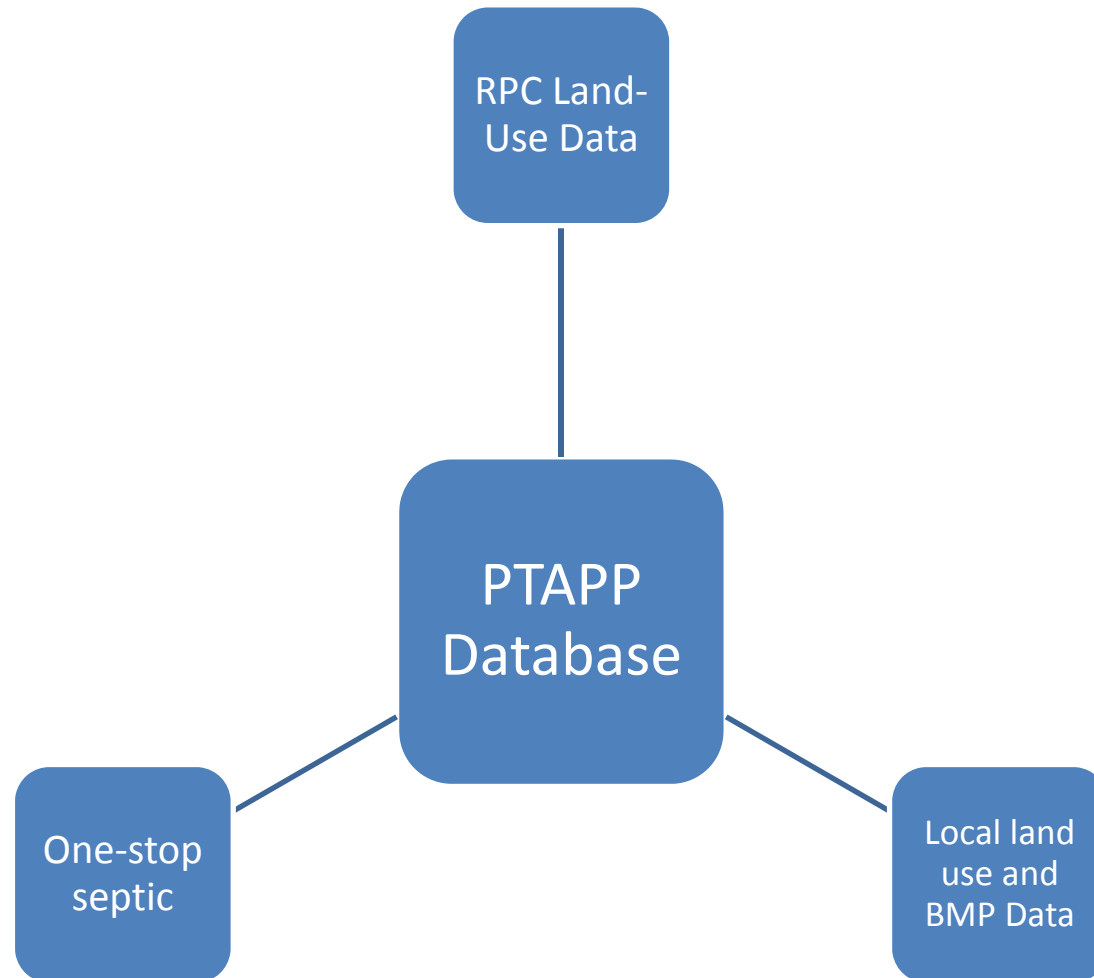 RPC Land-
Use Data
PTAPP
Database
One-stop
septic
Local land
use and
BMP Data